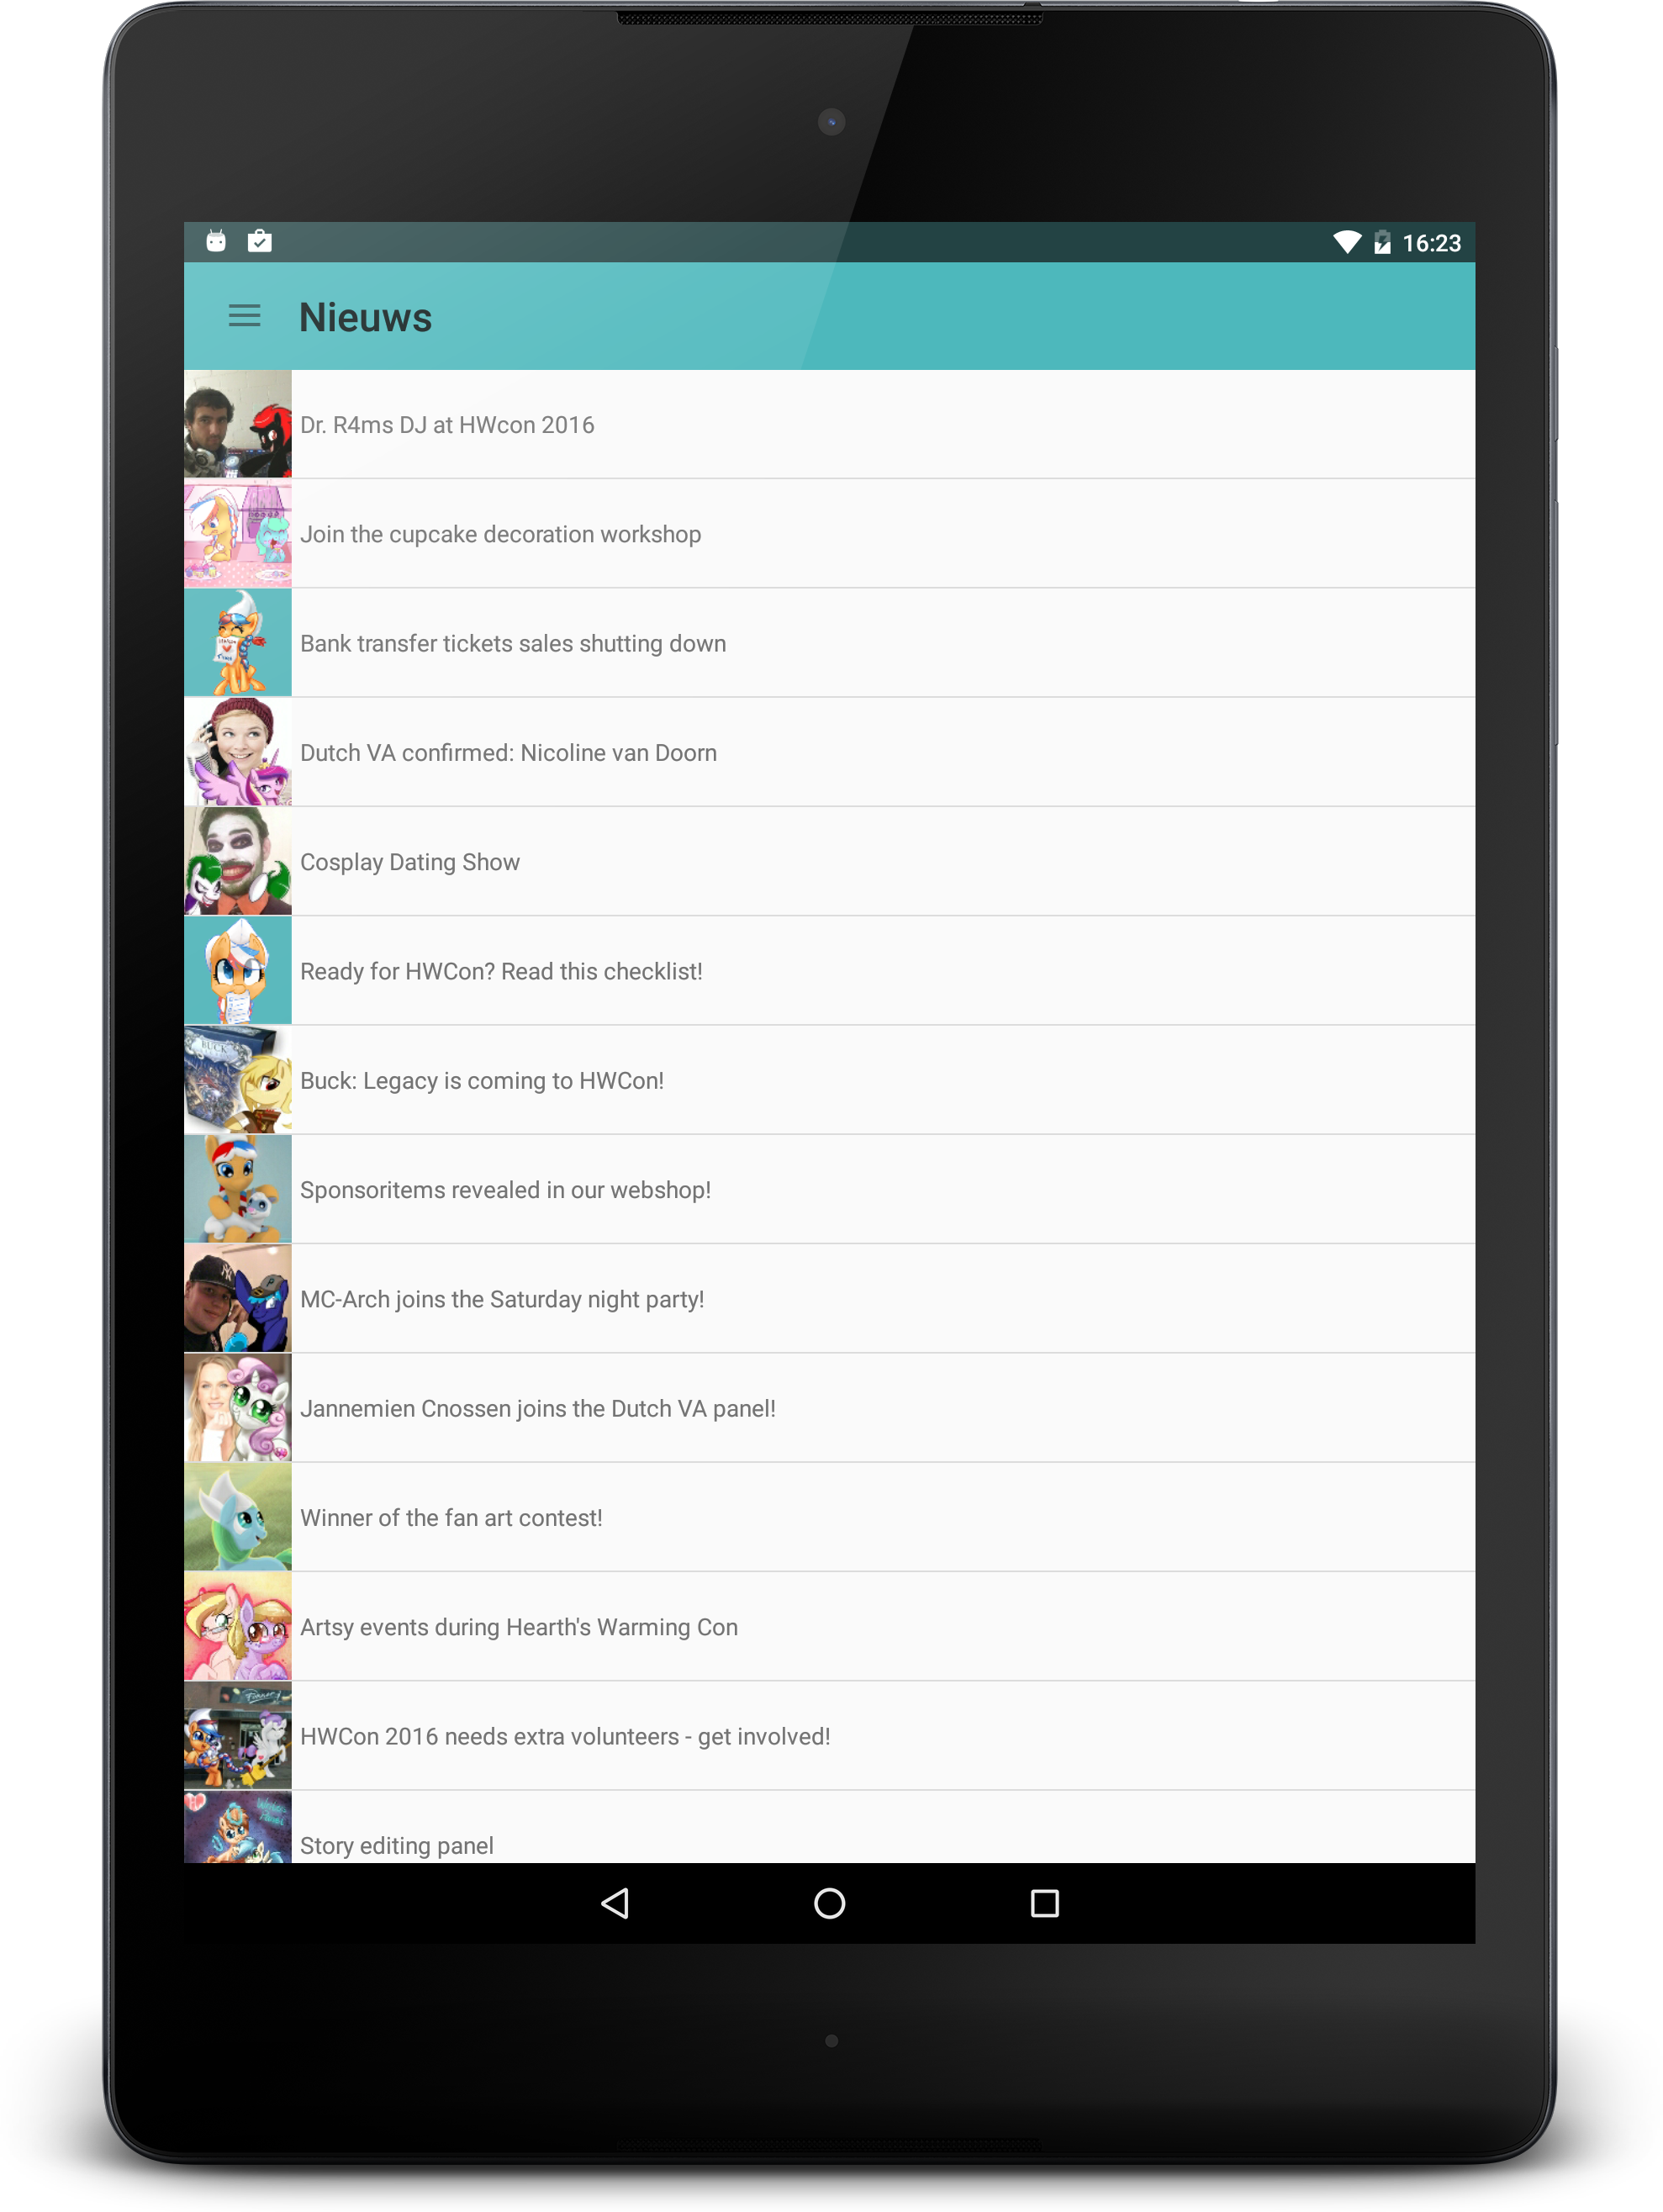 16:23
Nieuws
Dr. R4ms DJ at HWcon 2016
Join the cupcake decoration workshop
Bank transfer tickets sales shutting down
Dutch VA confirmed: Nicoline van Doorn
Cosplay Dating Show
Ready for HWCon? Read this checklist!
BUCK
Buck: Legacy is coming to HWCon!
Sponsoritems revealed in our webshop!
MC-Arch joins the Saturday night party!
Jannemien Cnossen joins the Dutch VA panel!
Winner of the fan art contest!
Artsy events during Hearth's Warming Con
HWCon 2016 needs extra volunteers - get involved!
Story editing panel